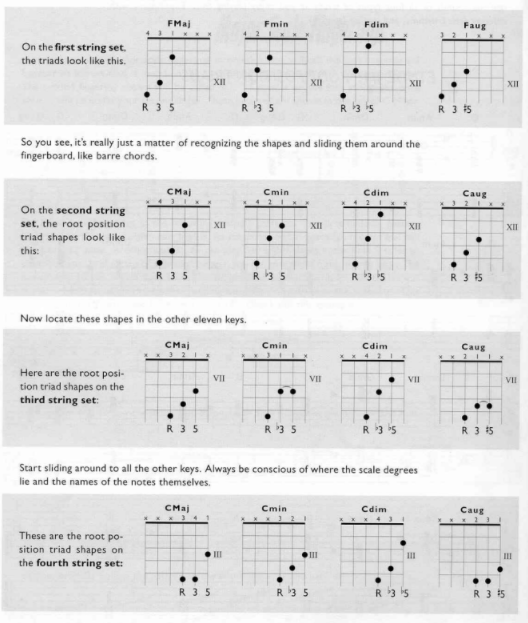 FMaj Fmin Fdim Faug
4 3 1 x x x 4 2 1 x x x 4 2 1 x x x 4 3 1 x x x
On the first string set,
the triads look like this.
XII XII XII XII
R 3 5 R ♭3 5 R ♭3 ♭5 R 3 ♯5
So you see, it's really just a matter of recognizing the shapes and sliding them around the
fingerboard, like barre chords.
CMaj Cmin Cdim Caug
x 4 3 1 x x x 4 2 1 x x x 4 2 1 x x x 4 2 1 x x
On the second string
set, the root position
triad shapes look like
this:
XII XII XII XII
R 3 5 R ♭3 5 R ♭3 ♭5 R 3 ♯5
Now locate these shapes in the other eleven keys.
CMaj Cmin Cdim Caug
x x 3 2 1 x x x 3 1 1 x x x 4 2 1 x x x 2 1 1 x
Here are the root posi-
tion triad shapes on the
third string set:
VII VII VII VII
R 3 5 R ♭3 5 R ♭3 ♭5 R 3 ♯5
Start sliding around to all the other keys. Always be conscious of where the scale degrees
lie and the names of the notes themselves.
CMaj Cmin Cdim Caug
x x x 3 4 1 x x x 3 2 1 x x x 4 3 1 x x x 2 3 1
These are the root po-
sition triad shapes on
the fourth string set:
III III III III
R 3 5 R ♭3 5 R ♭3 ♭5 R 3 ♯5